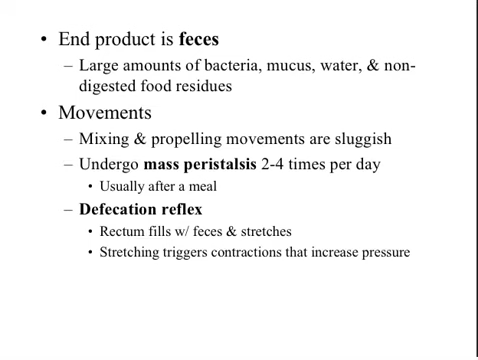 • End product is feces
– Large amounts of bacteria, mucus, water, & non-
digested food residues
• Movements
– Mixing & propelling movements are sluggish
– Undergo mass peristalsis 2-4 times per day
• Usually after a meal
– Defecation reflex
• Rectum fills w/ feces & stretches
• Stretching triggers contractions that increase pressure